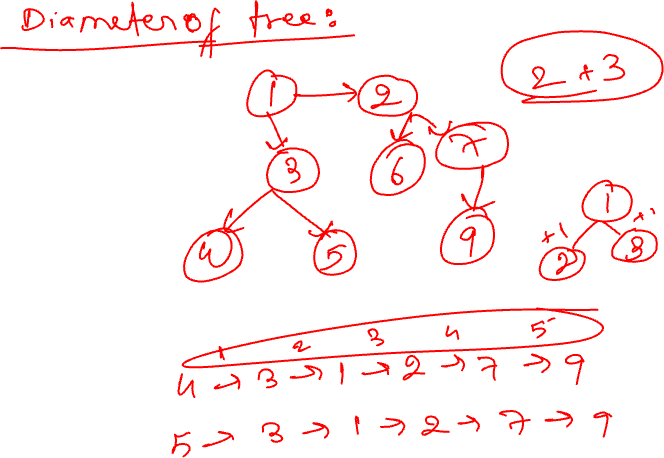 Diameter of tree:
2 + 3
1 2
3 6 7
4 5 9
1
+1 +1
2 3
1 2 3 4 5
4 → 3 → 1 → 2 → 7 → 9
5 → 3 → 1 → 2 → 7 → 9